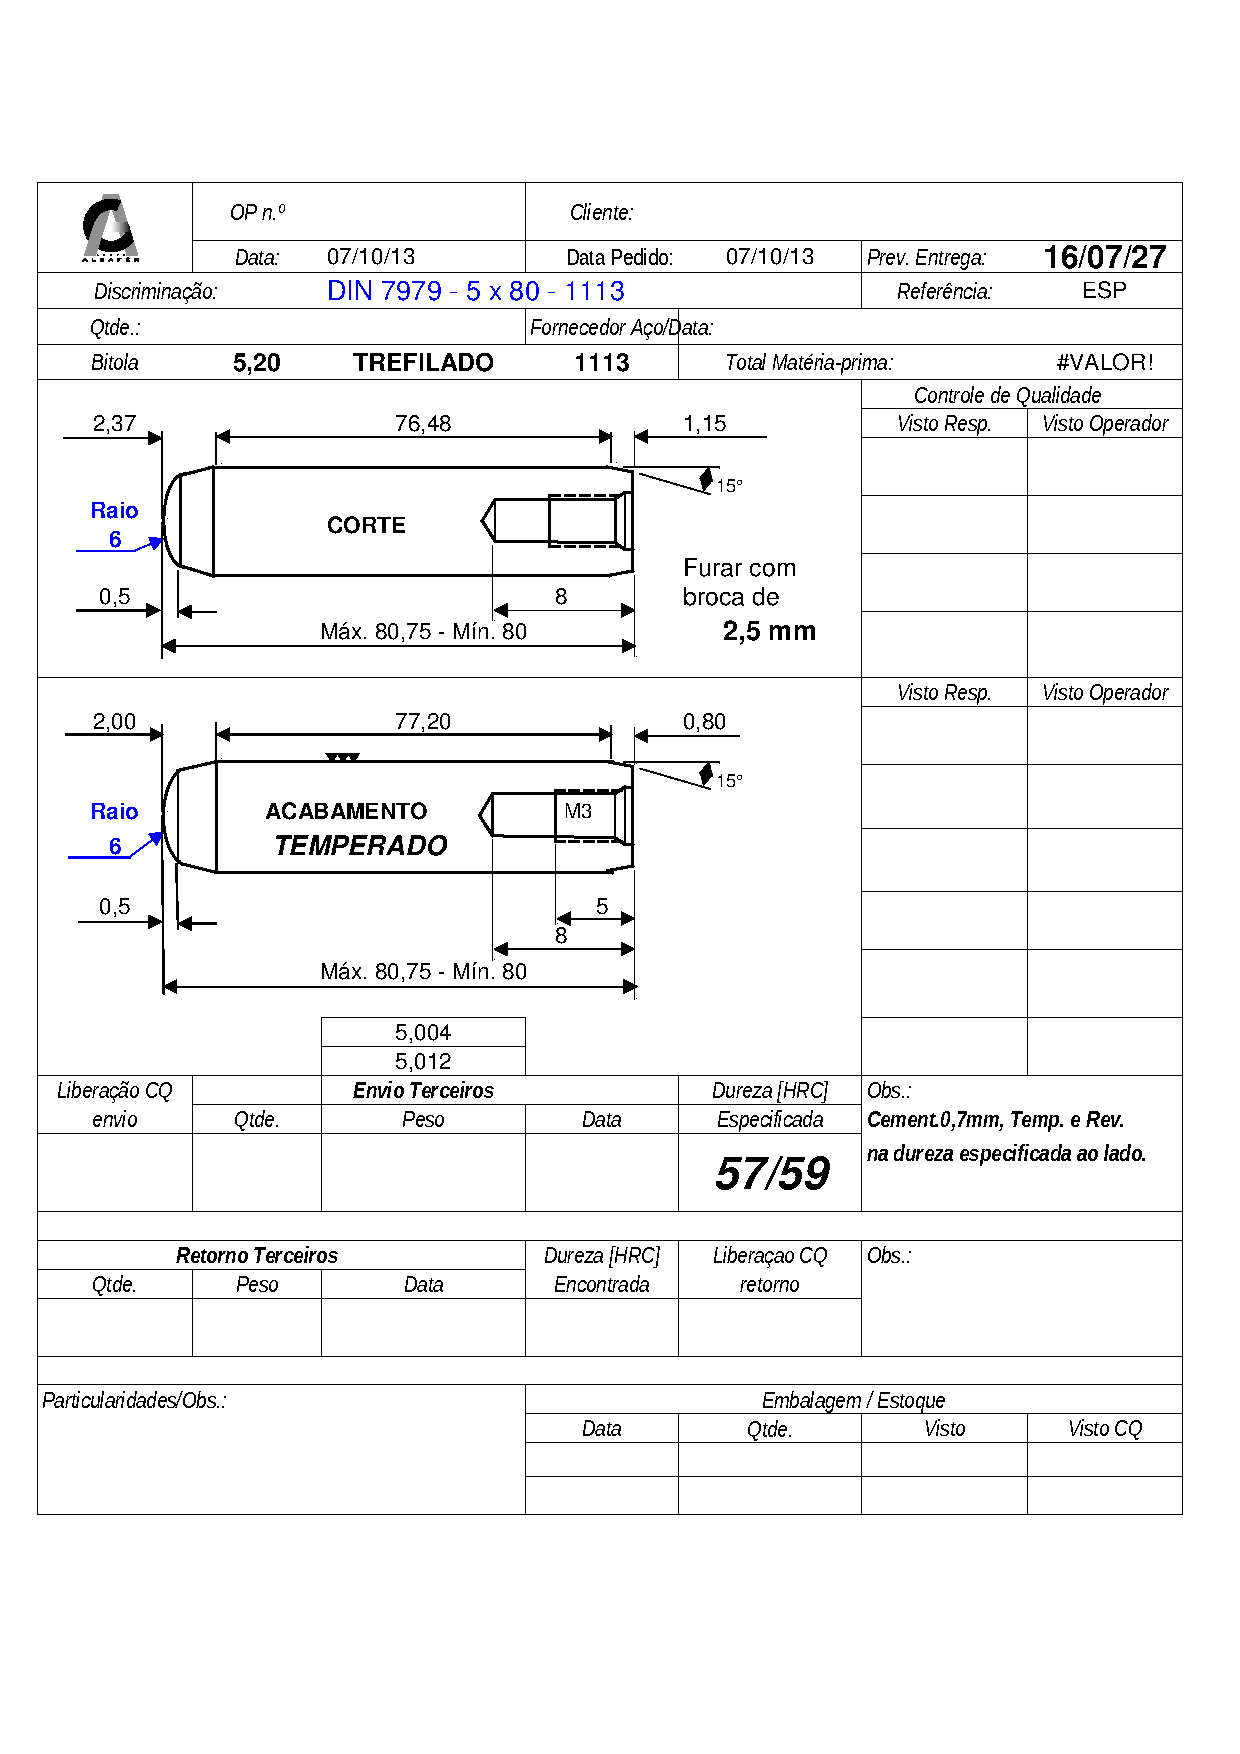 ALBAFER
OP n.º Cliente:
Data: 07/10/13 Data Pedido: 07/10/13 Prev. Entrega: 16/07/27
Discriminação: DIN 7979 - 5 x 80 - 1113 Referência: ESP
Qtde.: Fornecedor Aço/Data:
Bitola 5,20 TREFILADO 1113 Total Matéria-prima: #VALOR!
Controle de Qualidade
2,37 76,48 1,15 Visto Resp. Visto Operador
15°
Raio
CORTE
6
Furar com
0,5 8 broca de
Máx. 80,75 - Mín. 80 2,5 mm
Visto Resp. Visto Operador
2,00 77,20 0,80
15°
Raio ACABAMENTO M3
6 TEMPERADO
0,5 5
8
Máx. 80,75 - Mín. 80
5,004
5,012
Liberação CQ Envio Terceiros Dureza [HRC] Obs.:
envio Qtde. Peso Data Especificada Cement.0,7mm, Temp. e Rev.
57/59 na dureza especificada ao lado.
Retorno Terceiros Dureza [HRC] Liberaçao CQ Obs.:
Qtde. Peso Data Encontrada retorno
Particularidades/Obs.: Embalagem / Estoque
Data Qtde. Visto Visto CQ